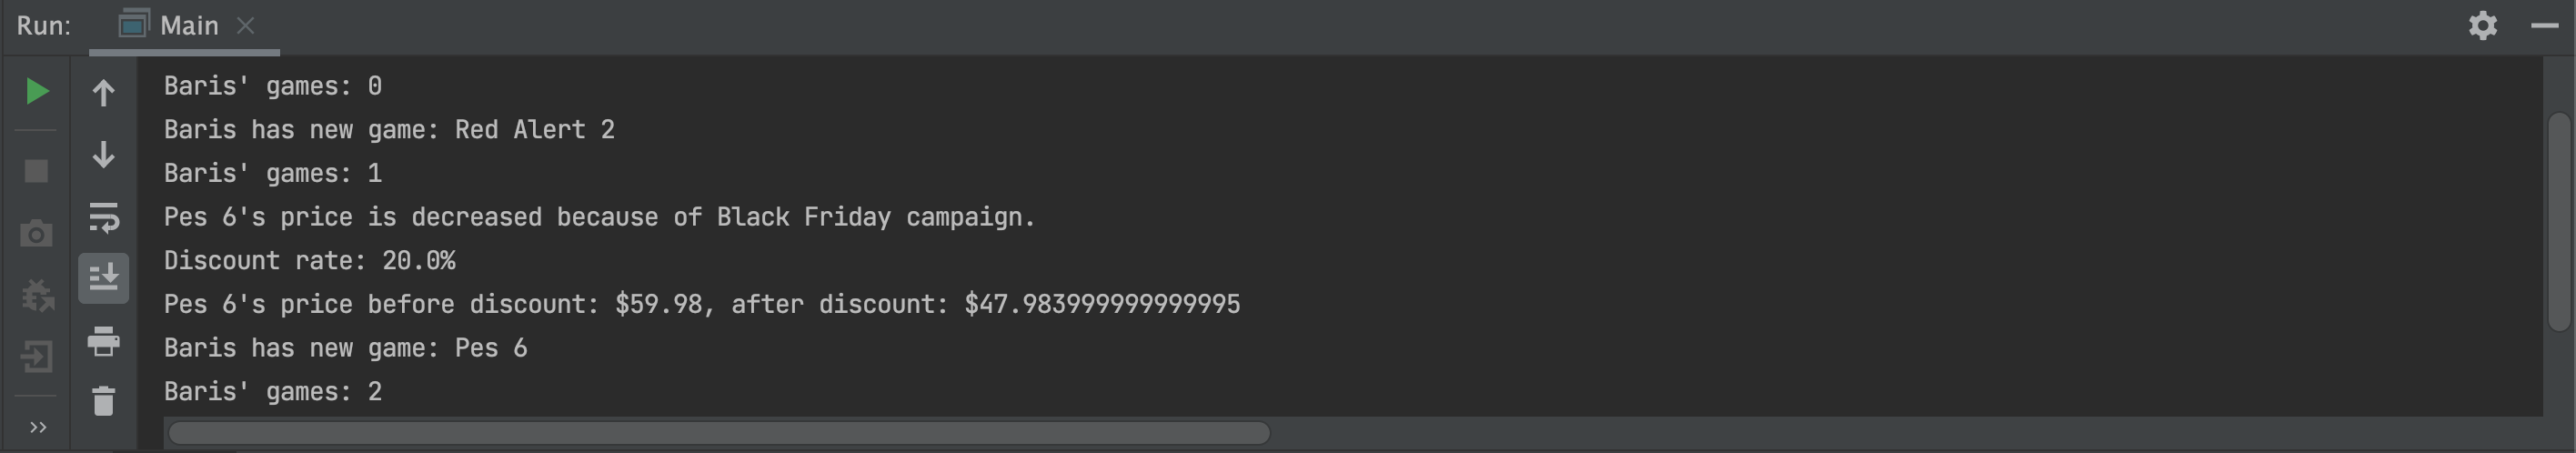 Run: Main
Baris' games: 0
Baris has new game: Red Alert 2
Baris' games: 1
Pes 6's price is decreased because of Black Friday campaign.
Discount rate: 20.0%
Pes 6's price before discount: $59.98, after discount: $47.983999999999995
Baris has new game: Pes 6
Baris' games: 2